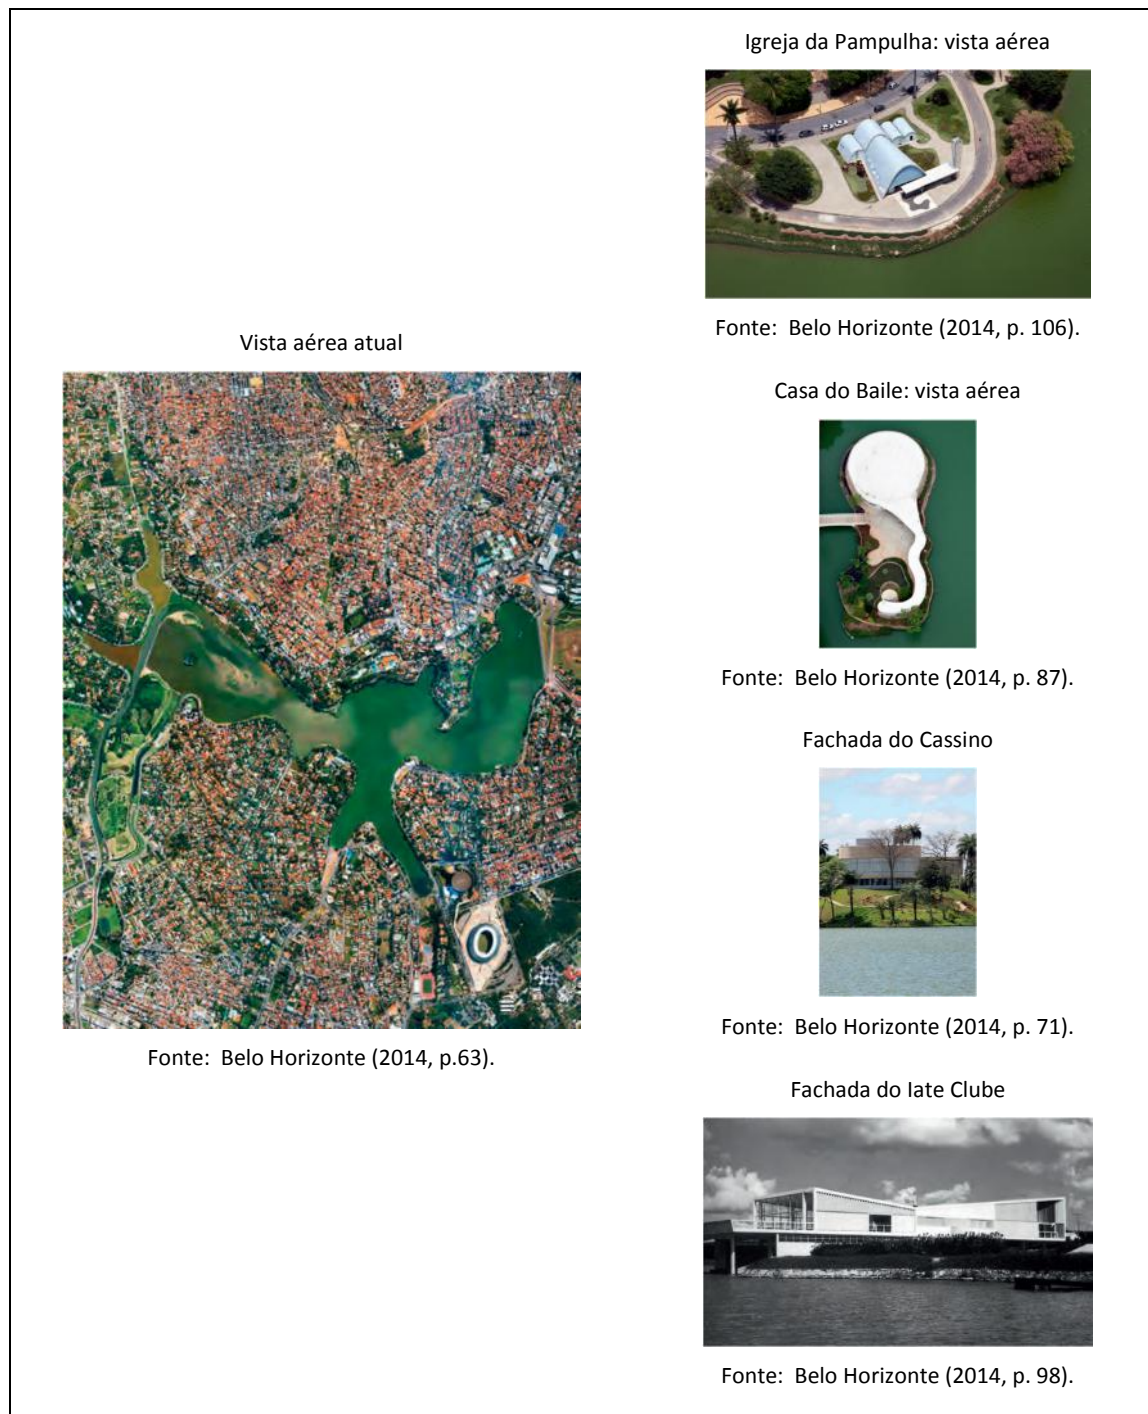 Igreja da Pampulha: vista aérea
Fonte:  Belo Horizonte (2014, p. 106).
Vista aérea atual
Fonte:  Belo Horizonte (2014, p.63).
Casa do Baile: vista aérea
Fonte:  Belo Horizonte (2014, p. 87).
Fachada do Cassino
Fonte:  Belo Horizonte (2014, p. 71).
Fachada do Iate Clube
Fonte:  Belo Horizonte (2014, p. 98).